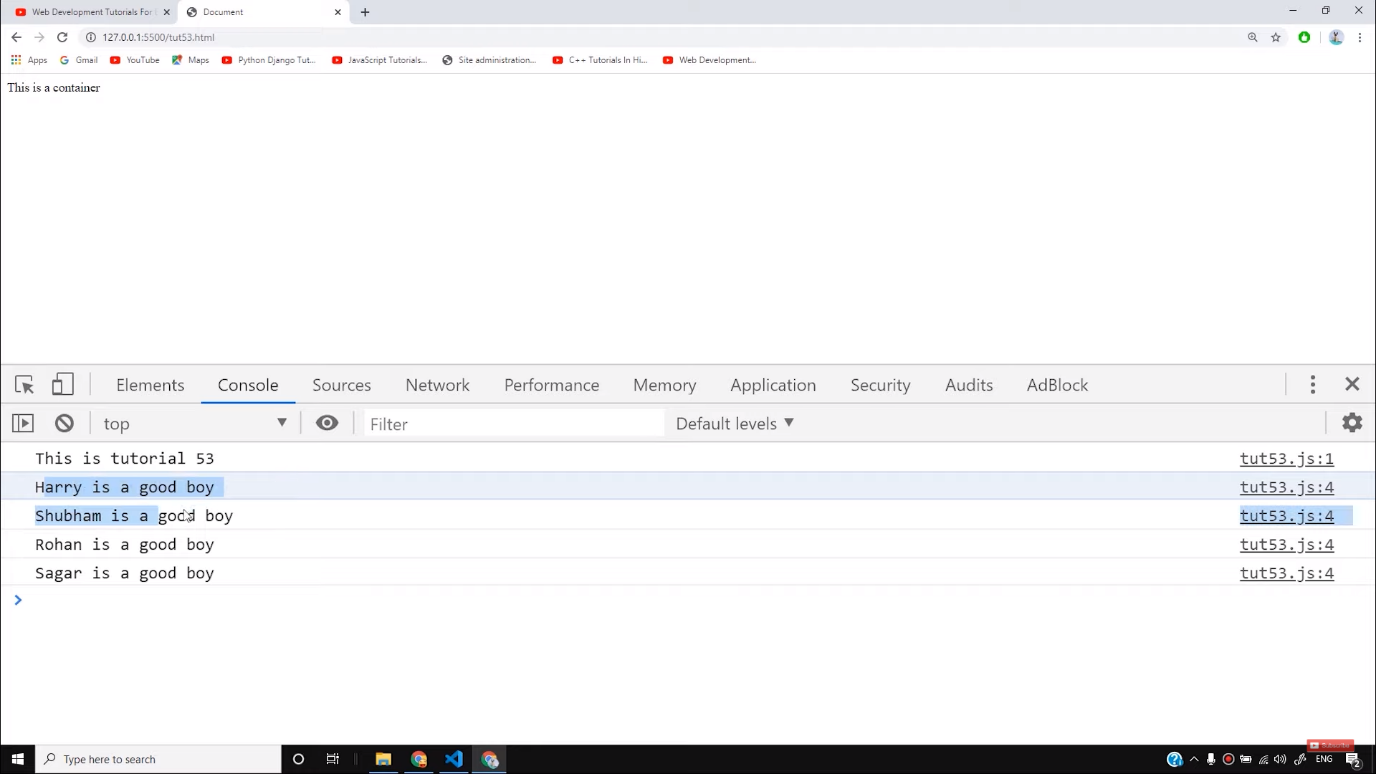 Web Development Tutorials For
Document
127.0.0.1:5500/tut53.html
Apps
Gmail
YouTube
Maps
Python Django Tut...
JavaScript Tutorials...
Site administration...
C++ Tutorials In Hi...
Web Development...
This is a container
Elements
Console
Sources
Network
Performance
Memory
Application
Security
Audits
AdBlock
top
Filter
Default levels
This is tutorial 53 tut53.js:1
Harry is a good boy tut53.js:4
Shubham is a good boy tut53.js:4
Rohan is a good boy tut53.js:4
Sagar is a good boy tut53.js:4
Type here to search
ENG
2